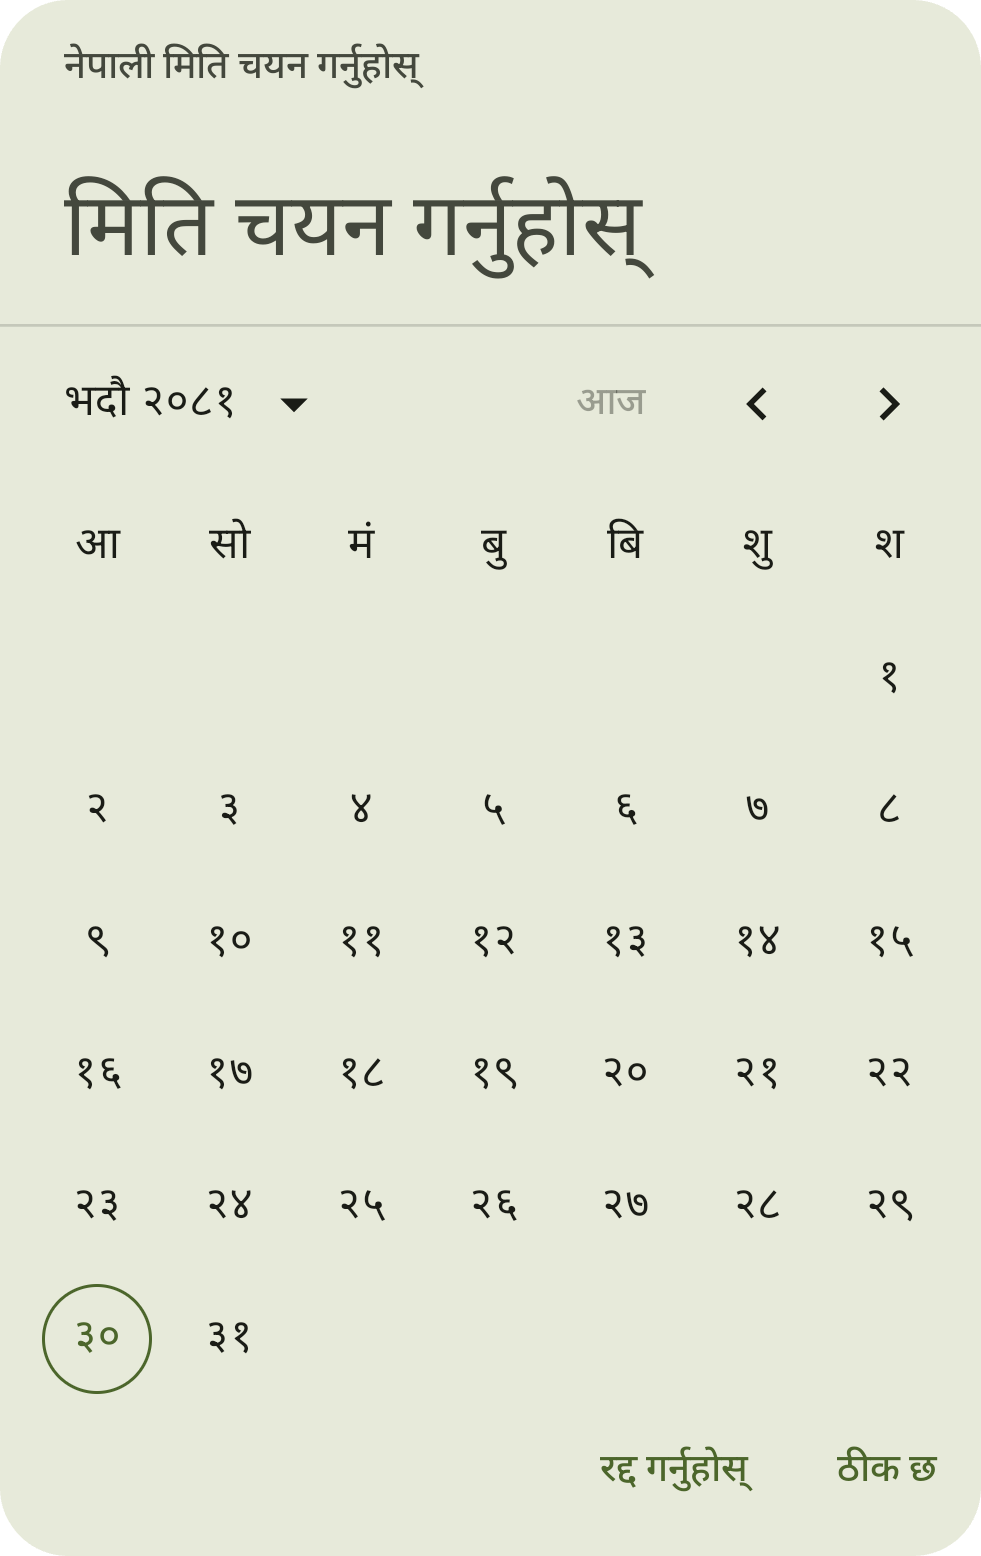 नेपाली मिति चयन गर्नुहोस्
मिति चयन गर्नुहोस्
भदौ २०८१ आज
आ सो मं बु बि शु श
१
२ ३ ४ ५ ६ ७ ८
९ १० ११ १२ १३ १४ १५
१६ १७ १८ १९ २० २१ २२
२३ २४ २५ २६ २७ २८ २९
३० ३१
रद्द गर्नुहोस् ठीक छ